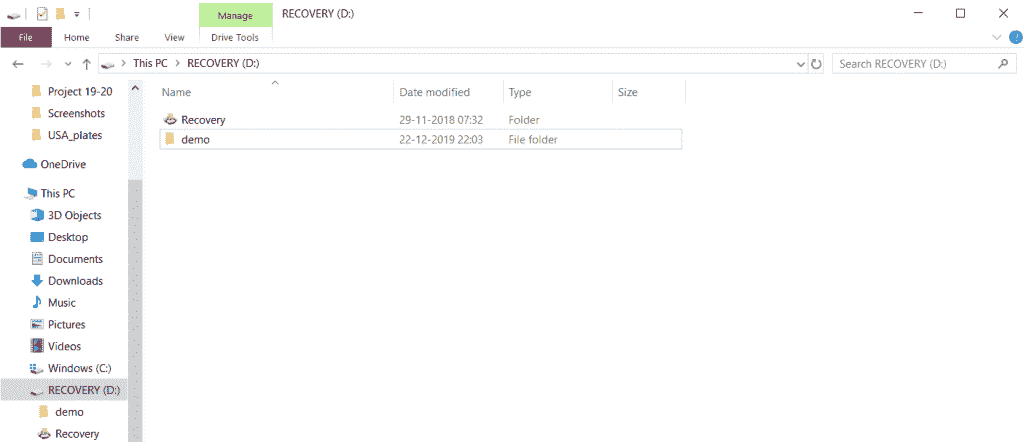 Manage RECOVERY (D:)
File Home Share View Drive Tools
This PC RECOVERY (D:) Search RECOVERY (D:)
Name Date modified Type Size
Recovery 29-11-2018 07:32 Folder
demo 22-12-2019 22:03 File folder
Project 19-20
Screenshots
USA_plates
OneDrive
This PC
3D Objects
Desktop
Documents
Downloads
Music
Pictures
Videos
Windows (C:)
RECOVERY (D:)
demo
Recovery